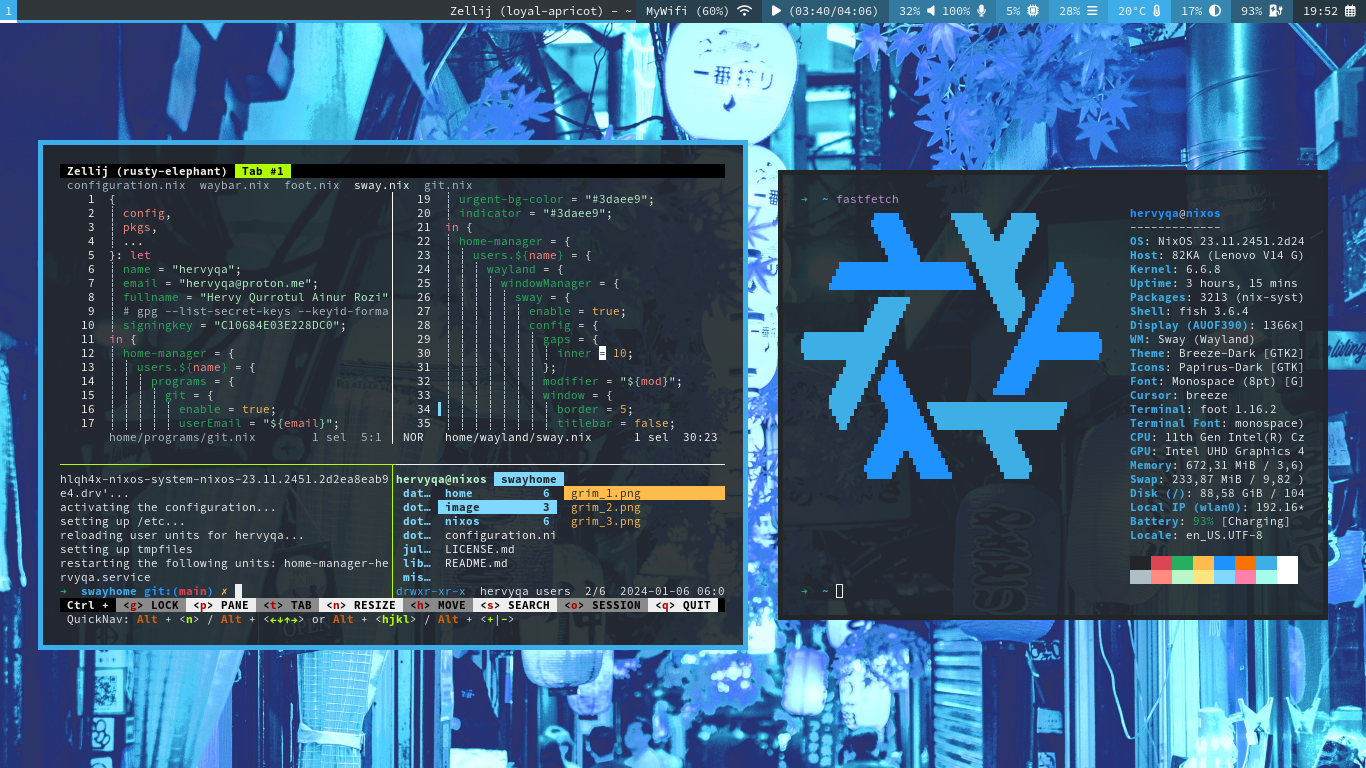 1 Zellij (loyal-apricot) - ~ MyWifi (60%) (03:40/04:06) 32% 100% 5% 28% 20°C 17% 93% 19:52
一番搾り
Zellij (rusty-elephant) Tab #1
configuration.nix waybar.nix foot.nix sway.nix git.nix
1 {
2 config,
3 pkgs,
4 ...
5 }: let
6 name = "hervyqa";
7 email = "hervyqa@proton.me";
8 fullname = "Hervy Qurrotul Ainur Rozi"
9 # gpg --list-secret-keys --keyid-forma
10 signingkey = "C10684E03E228DC0";
11 in {
12 home-manager = {
13 users.${name} = {
14 programs = {
15 git = {
16 enable = true;
17 userEmail = "${email}";
home/programs/git.nix 1 sel 5:1
19 urgent-bg-color = "#3daee9";
20 indicator = "#3daee9";
21 in {
22 home-manager = {
23 users.${name} = {
24 wayland = {
25 windowManager = {
26 sway = {
27 enable = true;
28 config = {
29 gaps = {
30 inner = 10;
31 };
32 modifier = "${mod}";
33 window = {
34 border = 5;
35 titlebar = false;
NOR home/wayland/sway.nix 1 sel 30:23
hlqh4x-nixos-system-nixos-23.11.2451.2d2ea8eab9
e4.drv'...
activating the configuration...
setting up /etc...
reloading user units for hervyqa...
setting up tmpfiles
restarting the following units: home-manager-he
rvyqa.service
→ swayhome git:(main) ✗
hervyqa@nixos swayhome
dat… home 6 grim_1.png
dot… image 3 grim_2.png
dot… nixos 6 grim_3.png
dot… configuration.ni
jul… LICENSE.md
lib… README.md
mis…
drwxr-xr-x hervyqa users 2/6 2024-01-06 06:0
Ctrl + <g> LOCK <p> PANE <t> TAB <n> RESIZE <h> MOVE <s> SEARCH <o> SESSION <q> QUIT
QuickNav: Alt + <n> / Alt + <←↓↑→> or Alt + <hjkl> / Alt + <+|->
→ ~ fastfetch
hervyqa@nixos
-------------
OS: NixOS 23.11.2451.2d24
Host: 82KA (Lenovo V14 G)
Kernel: 6.6.8
Uptime: 3 hours, 15 mins
Packages: 3213 (nix-syst)
Shell: fish 3.6.4
Display (AUOF390): 1366x]
WM: Sway (Wayland)
Theme: Breeze-Dark [GTK2]
Icons: Papirus-Dark [GTK]
Font: Monospace (8pt) [G]
Cursor: breeze
Terminal: foot 1.16.2
Terminal Font: monospace)
CPU: 11th Gen Intel(R) Cz
GPU: Intel UHD Graphics 4
Memory: 672,31 MiB / 3,6)
Swap: 233,87 MiB / 9,82 )
Disk (/): 88,58 GiB / 104
Local IP (wlan0): 192.16*
Battery: 93% [Charging]
Locale: en_US.UTF-8
→ ~